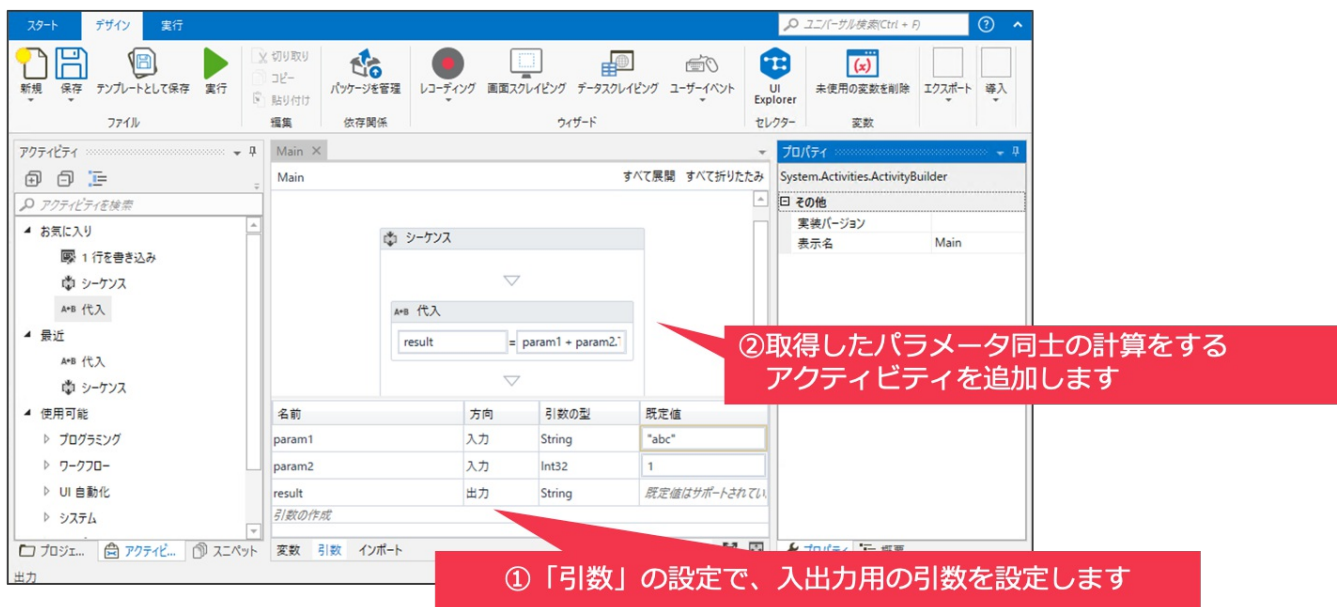 スタート デザイン 実行
ユニバーサル検索(Ctrl + F)
新規 保存 テンプレートとして保存 実行
切り取り
コピー
貼り付け
パッケージを管理
レコーディング 画面スクレイピング データスクレイピング ユーザーイベント
UI Explorer
未使用の変数を削除
エクスポート 導入
ファイル 編集 依存関係 ウィザード セレクター 変数
アクティビティ
アクティビティを検索
お気に入り
1 行を書き込み
シーケンス
A*B 代入
最近
A*B 代入
シーケンス
使用可能
プログラミング
ワークフロー
UI 自動化
システム
プロジェ... アクティビ... スニペット
出力
Main
Main すべて展開 すべて折りたたみ
シーケンス
A*B 代入
result = param1 + param2.
名前 方向 引数の型 既定値
param1 入力 String "abc"
param2 入力 Int32 1
result 出力 String 既定値はサポートされてい
引数の作成
変数 引数 インポート
プロパティ
System.Activities.ActivityBuilder
その他
実装バージョン
表示名 Main
プロパティ 概要
②取得したパラメータ同士の計算をする
アクティビティを追加します
①「引数」の設定で、入出力用の引数を設定します